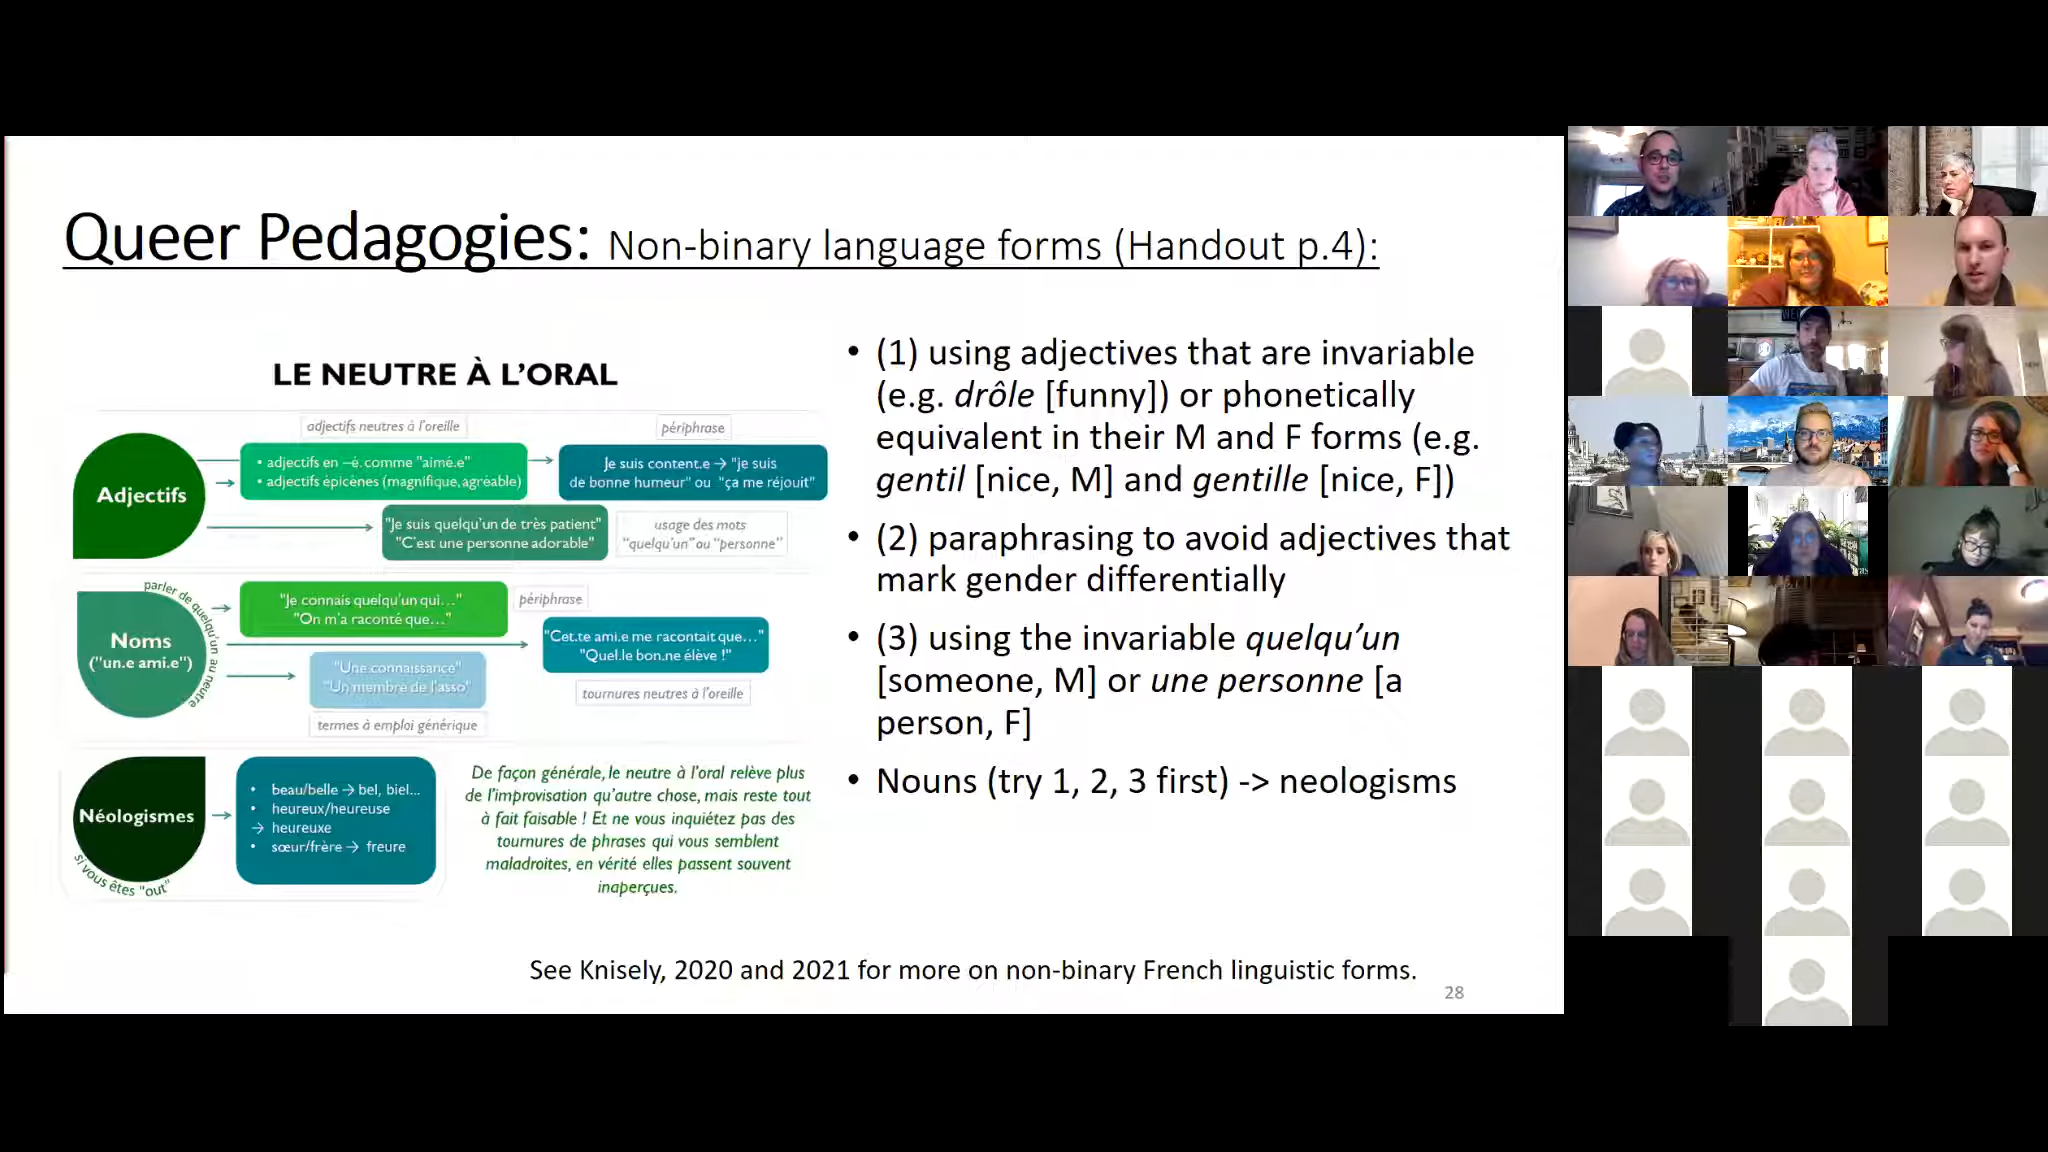 Queer Pedagogies: Non-binary language forms (Handout p.4):
LE NEUTRE À L'ORAL
adjectifs neutres à l'oreille
périphrase
Adjectifs
• adjectifs en –é. comme "aimé.e"
• adjectifs épicènes (magnifique, agréable)
Je suis content.e → "je suis
de bonne humeur" ou "ça me réjouit"
"Je suis quelqu'un de très patient"
"C'est une personne adorable"
usage des mots
"quelqu'un" ou "personne"
parler de quelqu'un au neutre
Noms
("un.e ami.e")
"Je connais quelqu'un qui..."
"On m'a raconté que..."
périphrase
"Cet.te ami.e me racontait que..."
"Quel.le bon.ne élève !"
tournures neutres à l'oreille
"Une connaissance"
"Un membre de l'asso"
termes à emploi générique
Néologismes
si vous êtes "out"
• beau/belle → bel, biel...
• heureux/heureuse
→ heureuxe
• sœur/frère → freure
De façon générale, le neutre à l'oral relève plus
de l'improvisation qu'autre chose, mais reste tout
à fait faisable ! Et ne vous inquiétez pas des
tournures de phrases qui vous semblent
maladroites, en vérité elles passent souvent
inaperçues.
• (1) using adjectives that are invariable
(e.g. drôle [funny]) or phonetically
equivalent in their M and F forms (e.g.
gentil [nice, M] and gentille [nice, F])
• (2) paraphrasing to avoid adjectives that
mark gender differentially
• (3) using the invariable quelqu'un
[someone, M] or une personne [a
person, F]
• Nouns (try 1, 2, 3 first) -> neologisms
See Knisely, 2020 and 2021 for more on non-binary French linguistic forms.
28